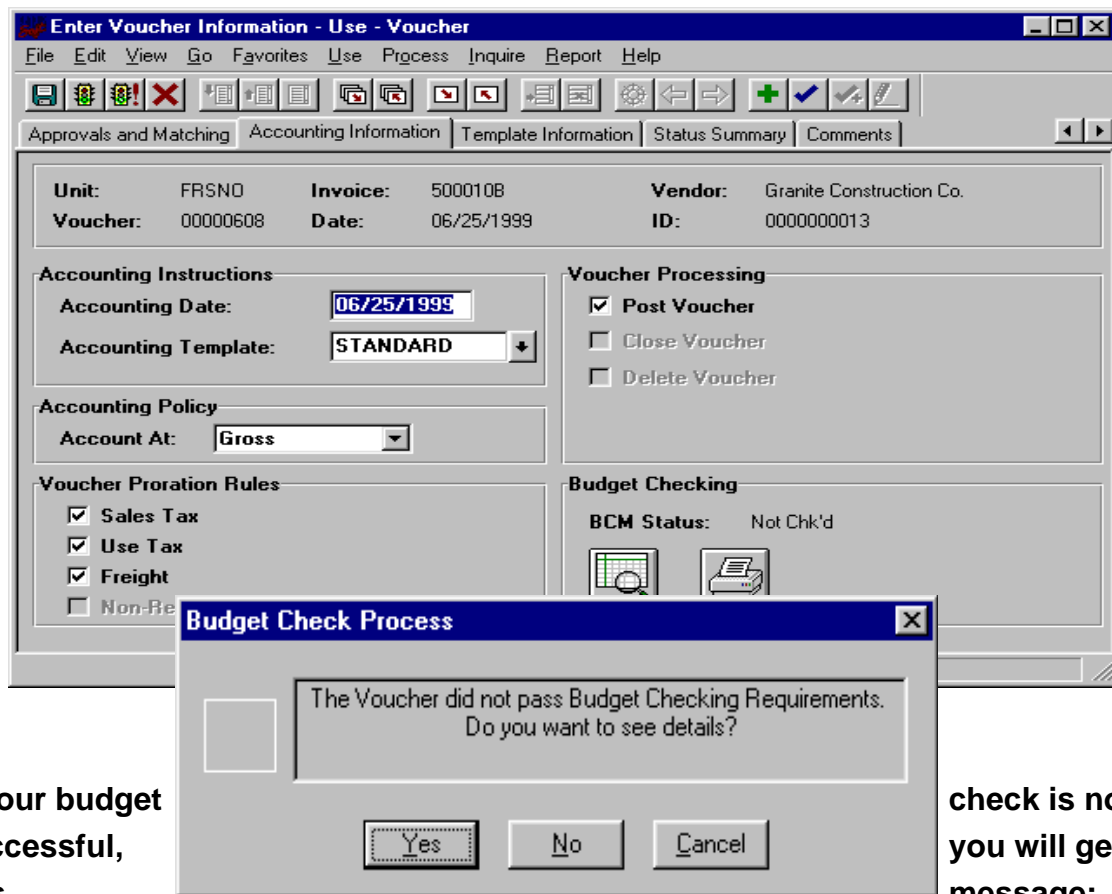 Enter Voucher Information - Use - Voucher
File Edit View Go Favorites Use Process Inquire Report Help
Approvals and Matching Accounting Information Template Information Status Summary Comments
Unit: FRSNO Invoice: 500010B Vendor: Granite Construction Co.
Voucher: 00000608 Date: 06/25/1999 ID: 0000000013
Accounting Instructions
Accounting Date: 06/25/1999
Accounting Template: STANDARD
Accounting Policy
Account At: Gross
Voucher Proration Rules
Sales Tax
Use Tax
Freight
Non-Re
Voucher Processing
Post Voucher
Close Voucher
Delete Voucher
Budget Checking
BCM Status: Not Chk'd
Budget Check Process
The Voucher did not pass Budget Checking Requirements.
Do you want to see details?
Yes No Cancel
our budget check is no
ccessful, you will ge
message: